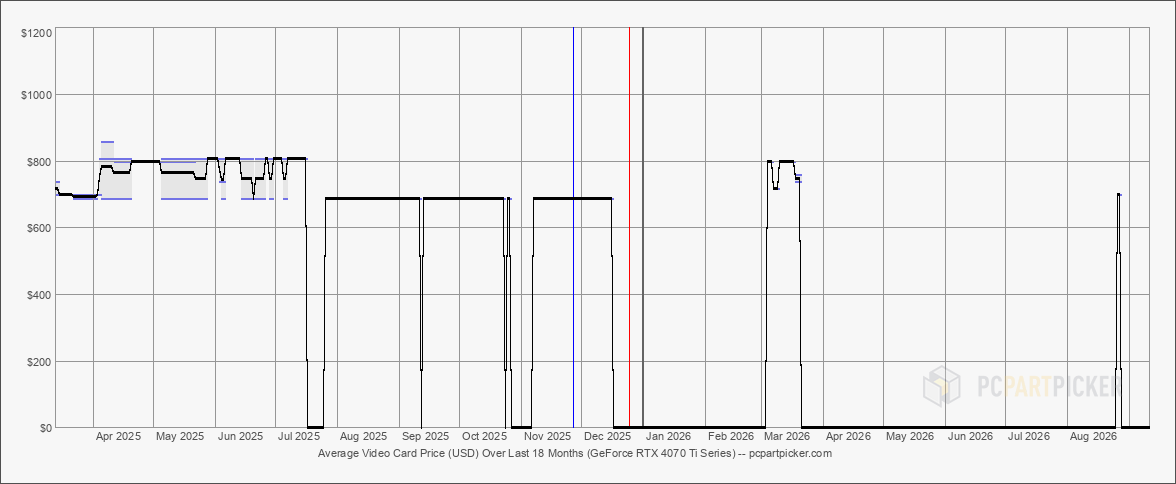 $1200
$1000
$800
$600
$400
$200
$0
PCPARTPICKER
Apr 2025 May 2025 Jun 2025 Jul 2025 Aug 2025 Sep 2025 Oct 2025 Nov 2025 Dec 2025 Jan 2026 Feb 2026 Mar 2026 Apr 2026 May 2026 Jun 2026 Jul 2026 Aug 2026
Average Video Card Price (USD) Over Last 18 Months (GeForce RTX 4070 Ti Series) -- pcpartpicker.com